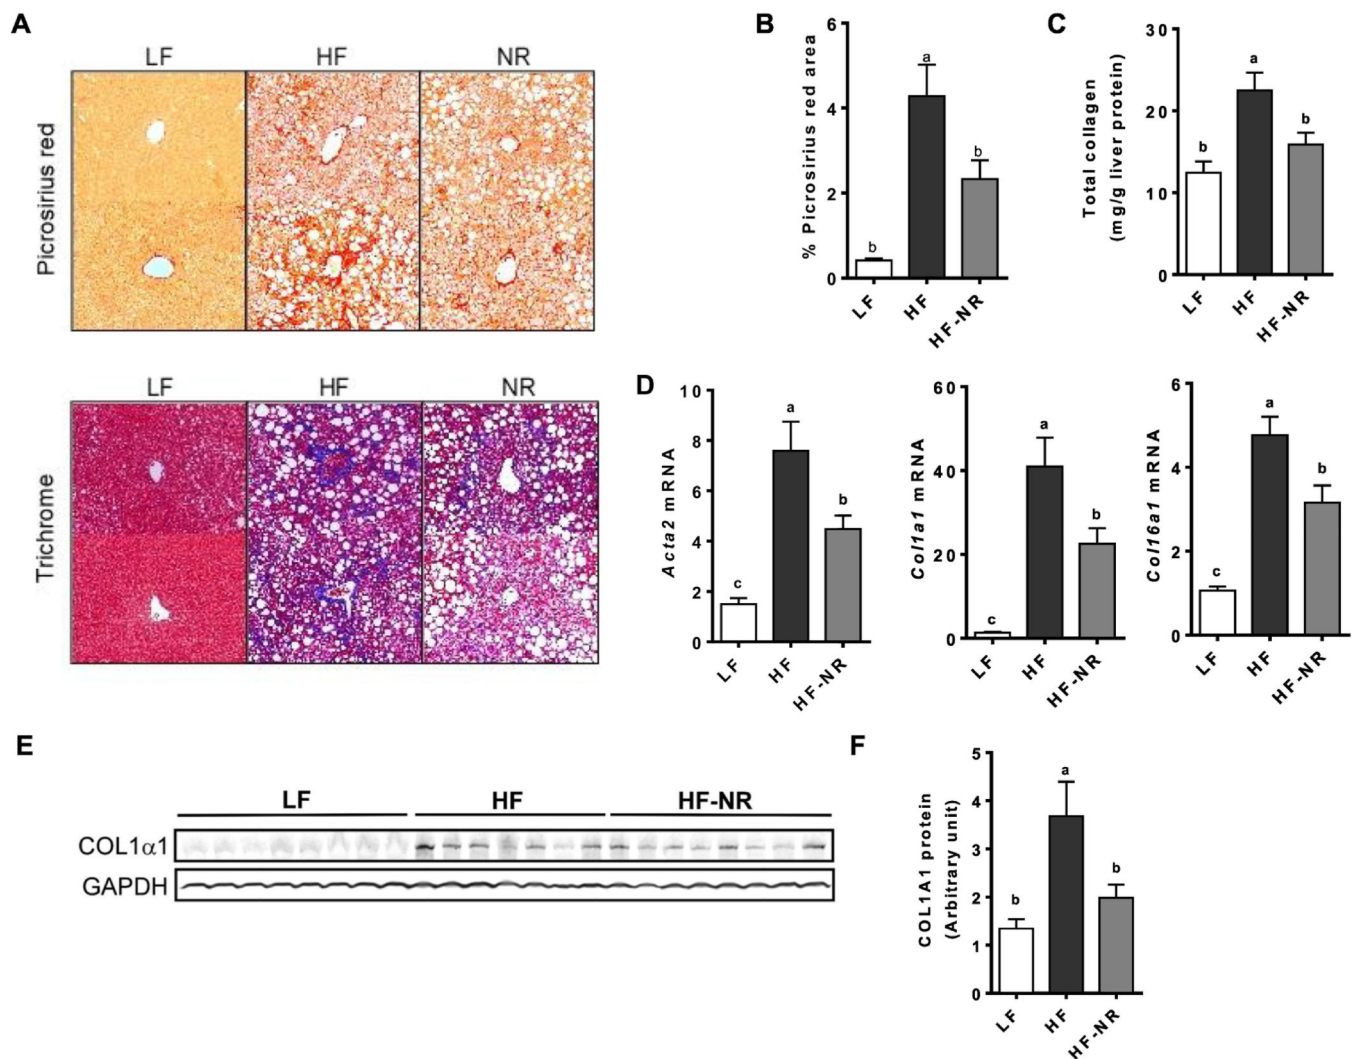 A
LF HF NR
Picrosirius red
LF HF NR
Trichrome
B
6
4
2
0
% Picrosirius red area
b
a
b
LF
HF
HF-NR
C
30
20
10
0
Total collagen
(mg/g liver protein)
b
a
b
LF
HF
HF-NR
D
10
8
6
4
2
0
Acta2 mRNA
c
a
b
LF
HF
HF-NR
60
40
20
0
Col1a1 mRNA
c
a
b
LF
HF
HF-NR
6
4
2
0
Col16a1 mRNA
c
a
b
LF
HF
HF-NR
E
LF HF HF-NR
COL1α1
GAPDH
F
5
4
3
2
1
0
COL1A1 protein
(Arbitrary unit)
b
a
b
LF
HF
HF-NR